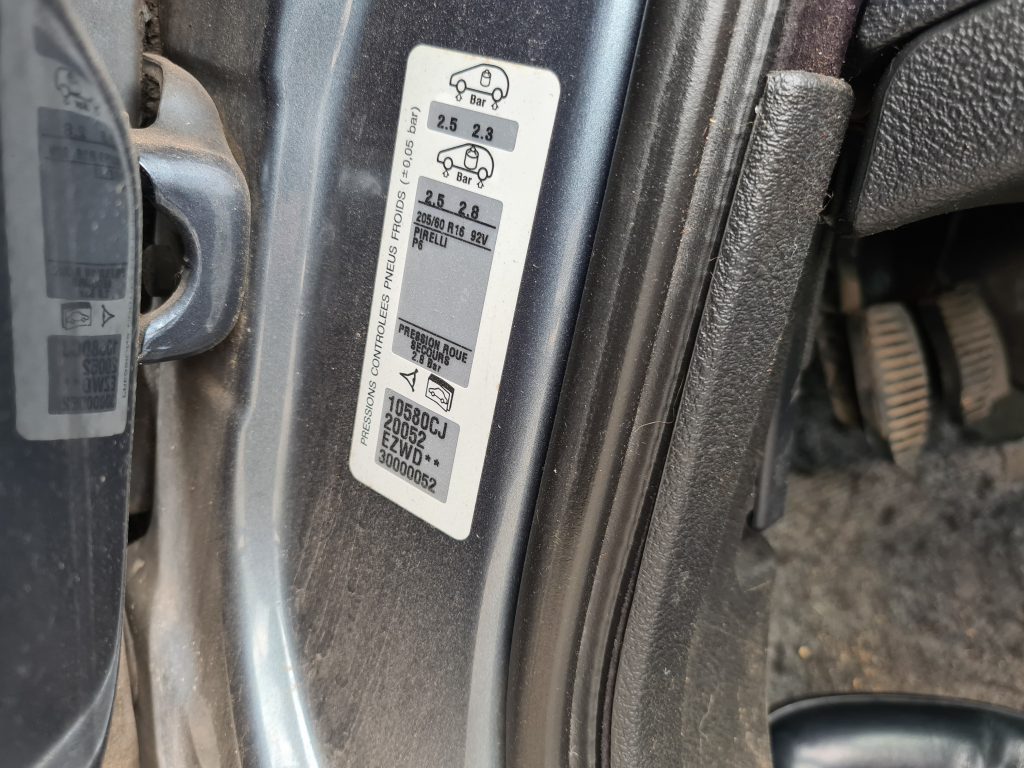 Bar
2.5 2.3
Bar
2.5 2.8
205/60 R16 92V
PIRELLI
P6
PRESSION ROUE
SECOURS
2.8 Bar
10580CJ
20052
EZWD**
30000052
PRESSIONS CONTROLEES PNEUS FROIDS (±0,05 bar)